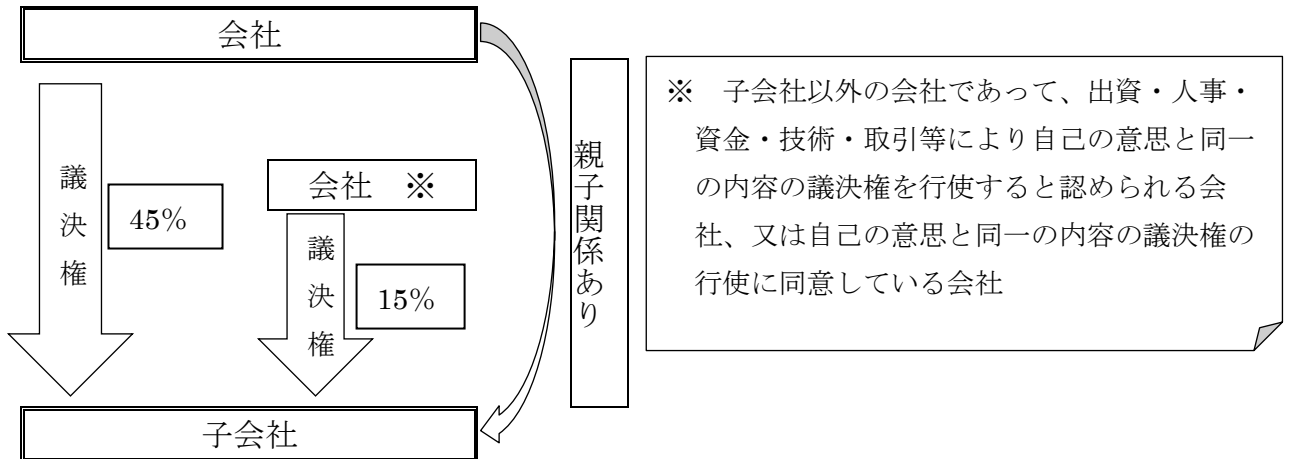 会社
議決権
45%
会社 ※
議決権
15%
親子関係あり
※ 子会社以外の会社であって、出資・人事・
資金・技術・取引等により自己の意思と同一
の内容の議決権を行使すると認められる会
社、又は自己の意思と同一の内容の議決権の
行使に同意している会社
子会社